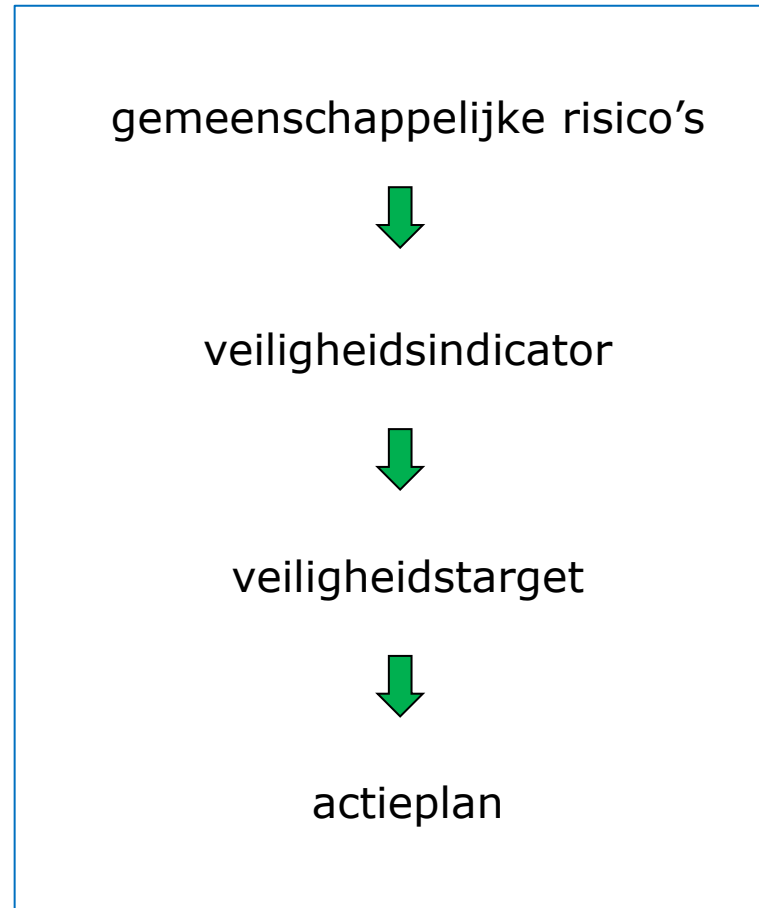 gemeenschappelijke risico’s
veiligheidsindicator
veiligheidstarget
actieplan